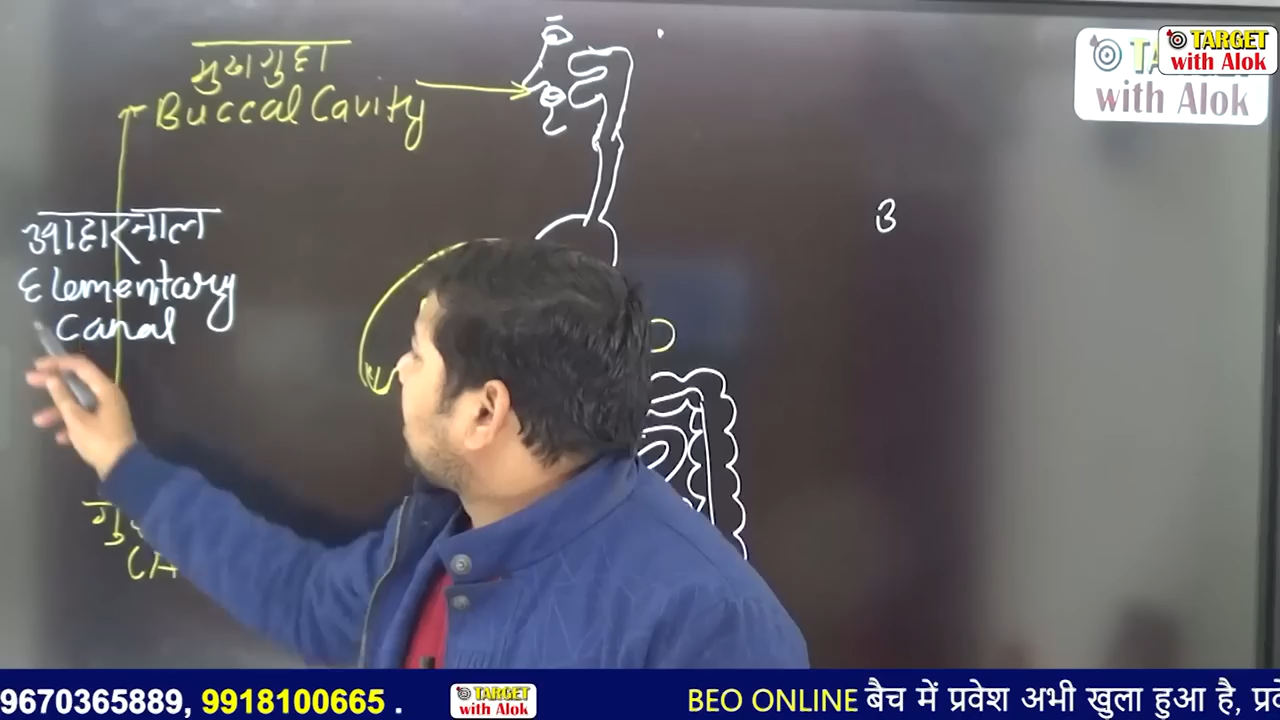 मुखगुहा
Buccal Cavity
आहारनाल
Elementary
Canal
3
TARGET
with Alok
with Alok
9670365889, 9918100665 .
TARGET
with Alok
BEO ONLINE बैच में प्रवेश अभी खुला हुआ है,